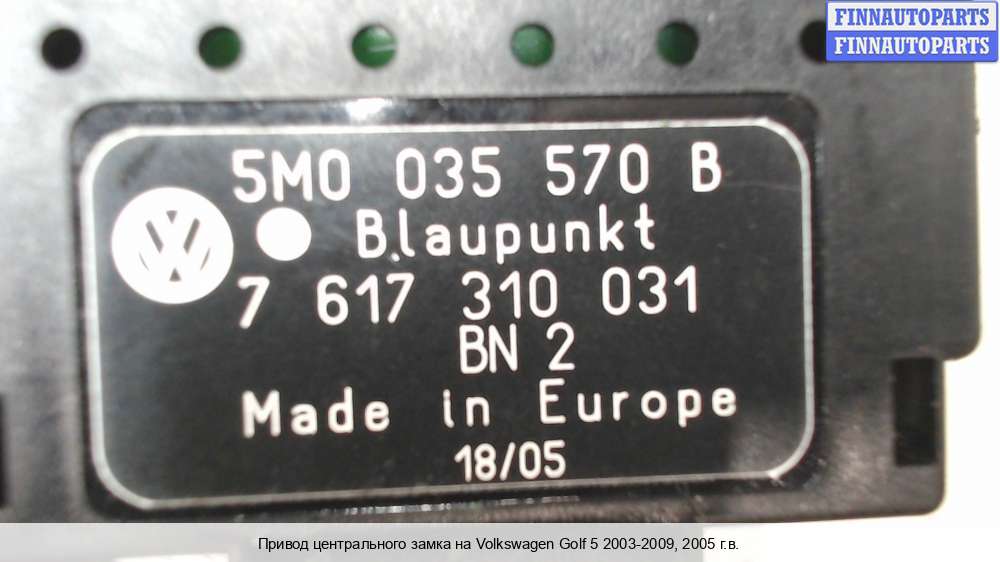 FINNAUTOPARTS
FINNAUTOPARTS
5M0 035 570 B
Blaupunkt
7 617 310 031
BN 2
Made in Europe
18/05
Привод центрального замка на Volkswagen Golf 5 2003-2009, 2005 г.в.